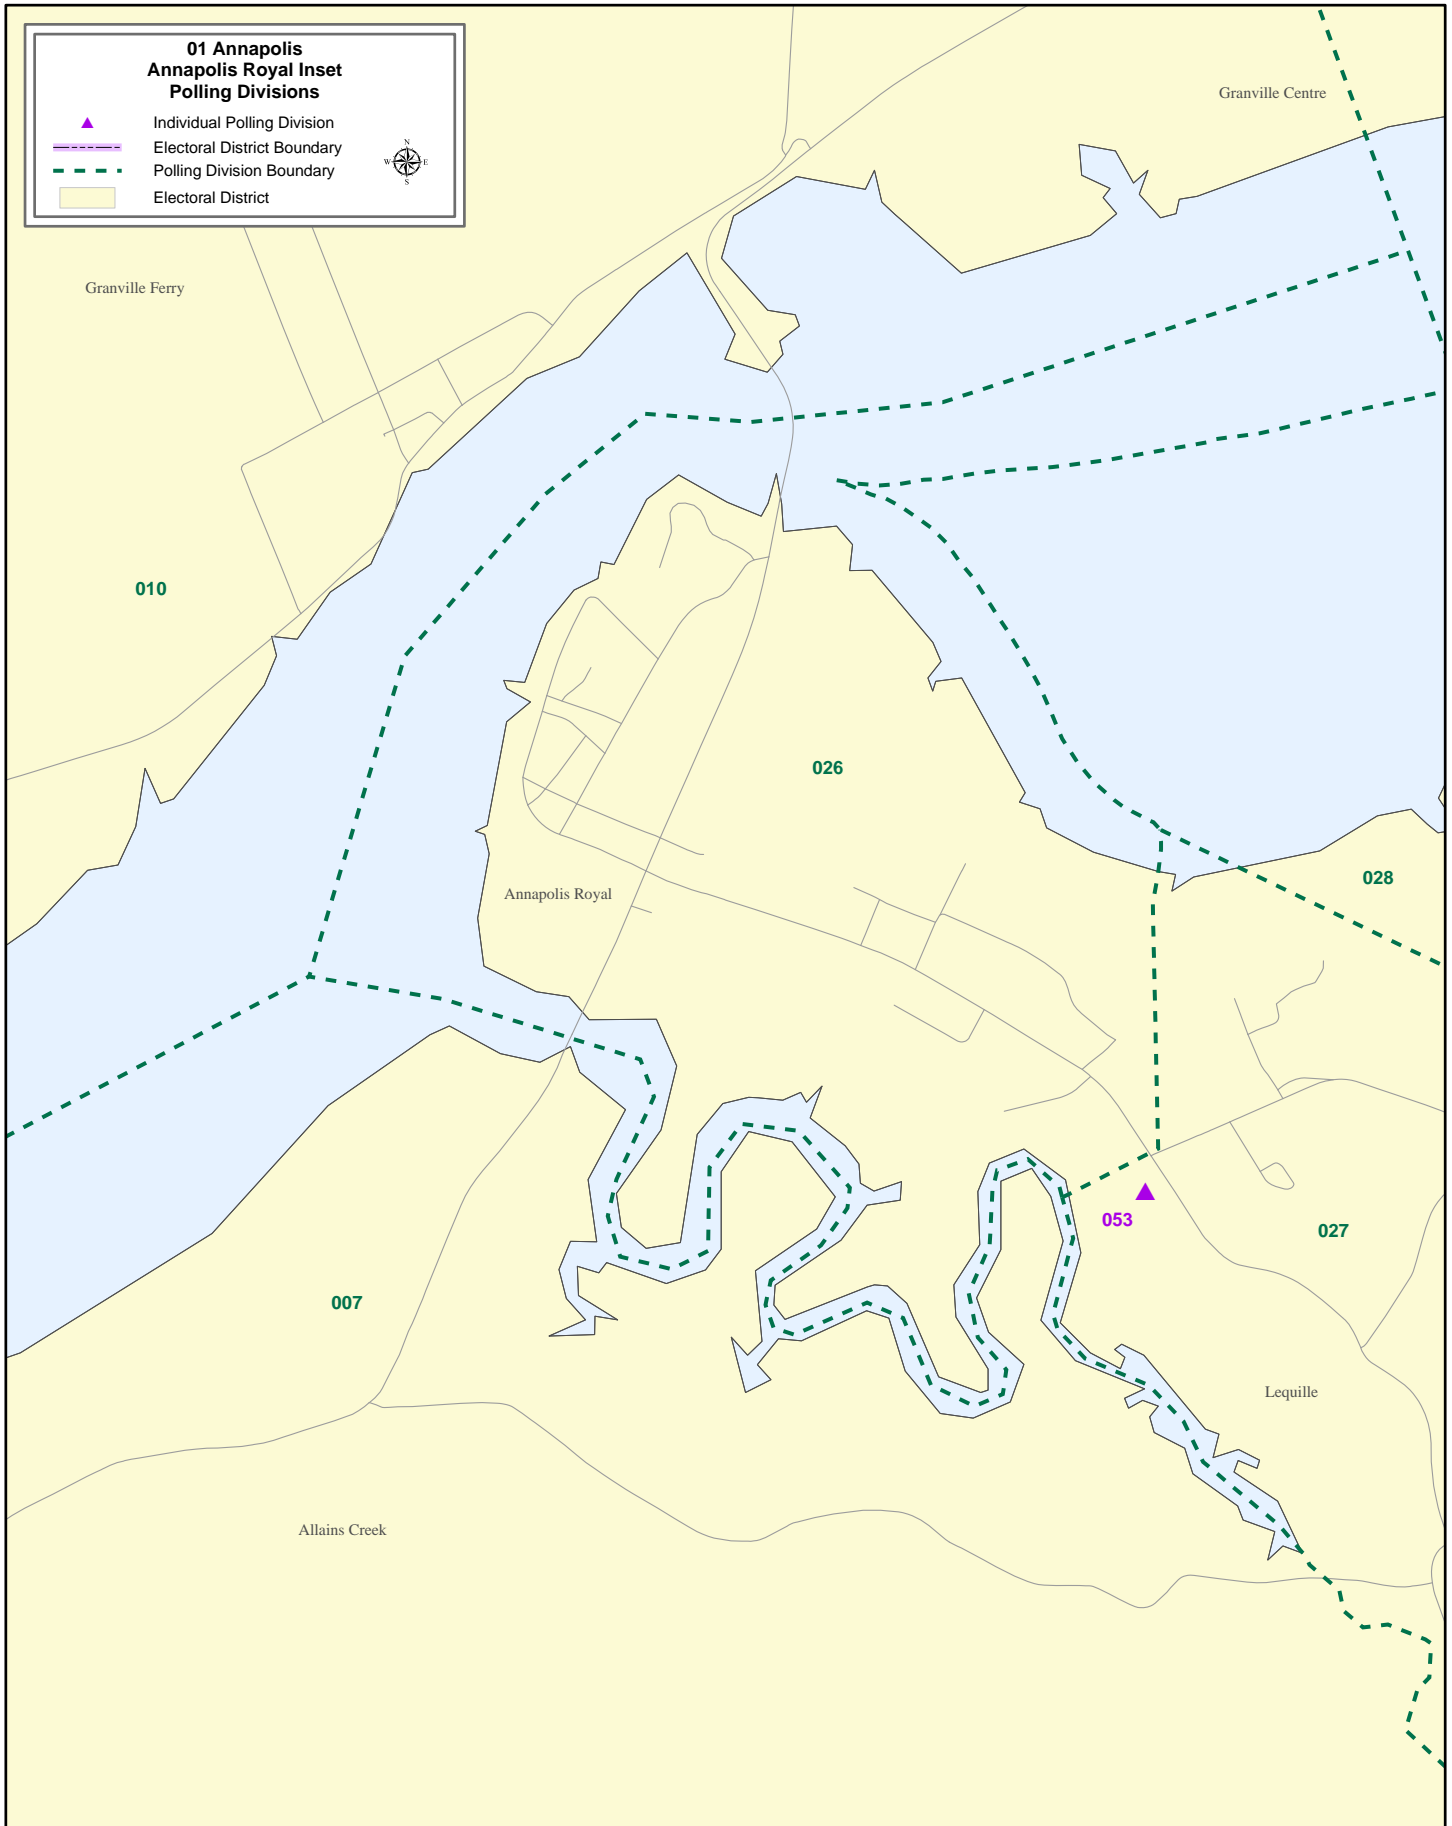 01 Annapolis
Annapolis Royal Inset
Polling Divisions
Individual Polling Division
Electoral District Boundary
Polling Division Boundary
Electoral District
N
W E
S
Granville Centre
Granville Ferry
010
026
028
Annapolis Royal
053
027
007
Lequille
Allains Creek